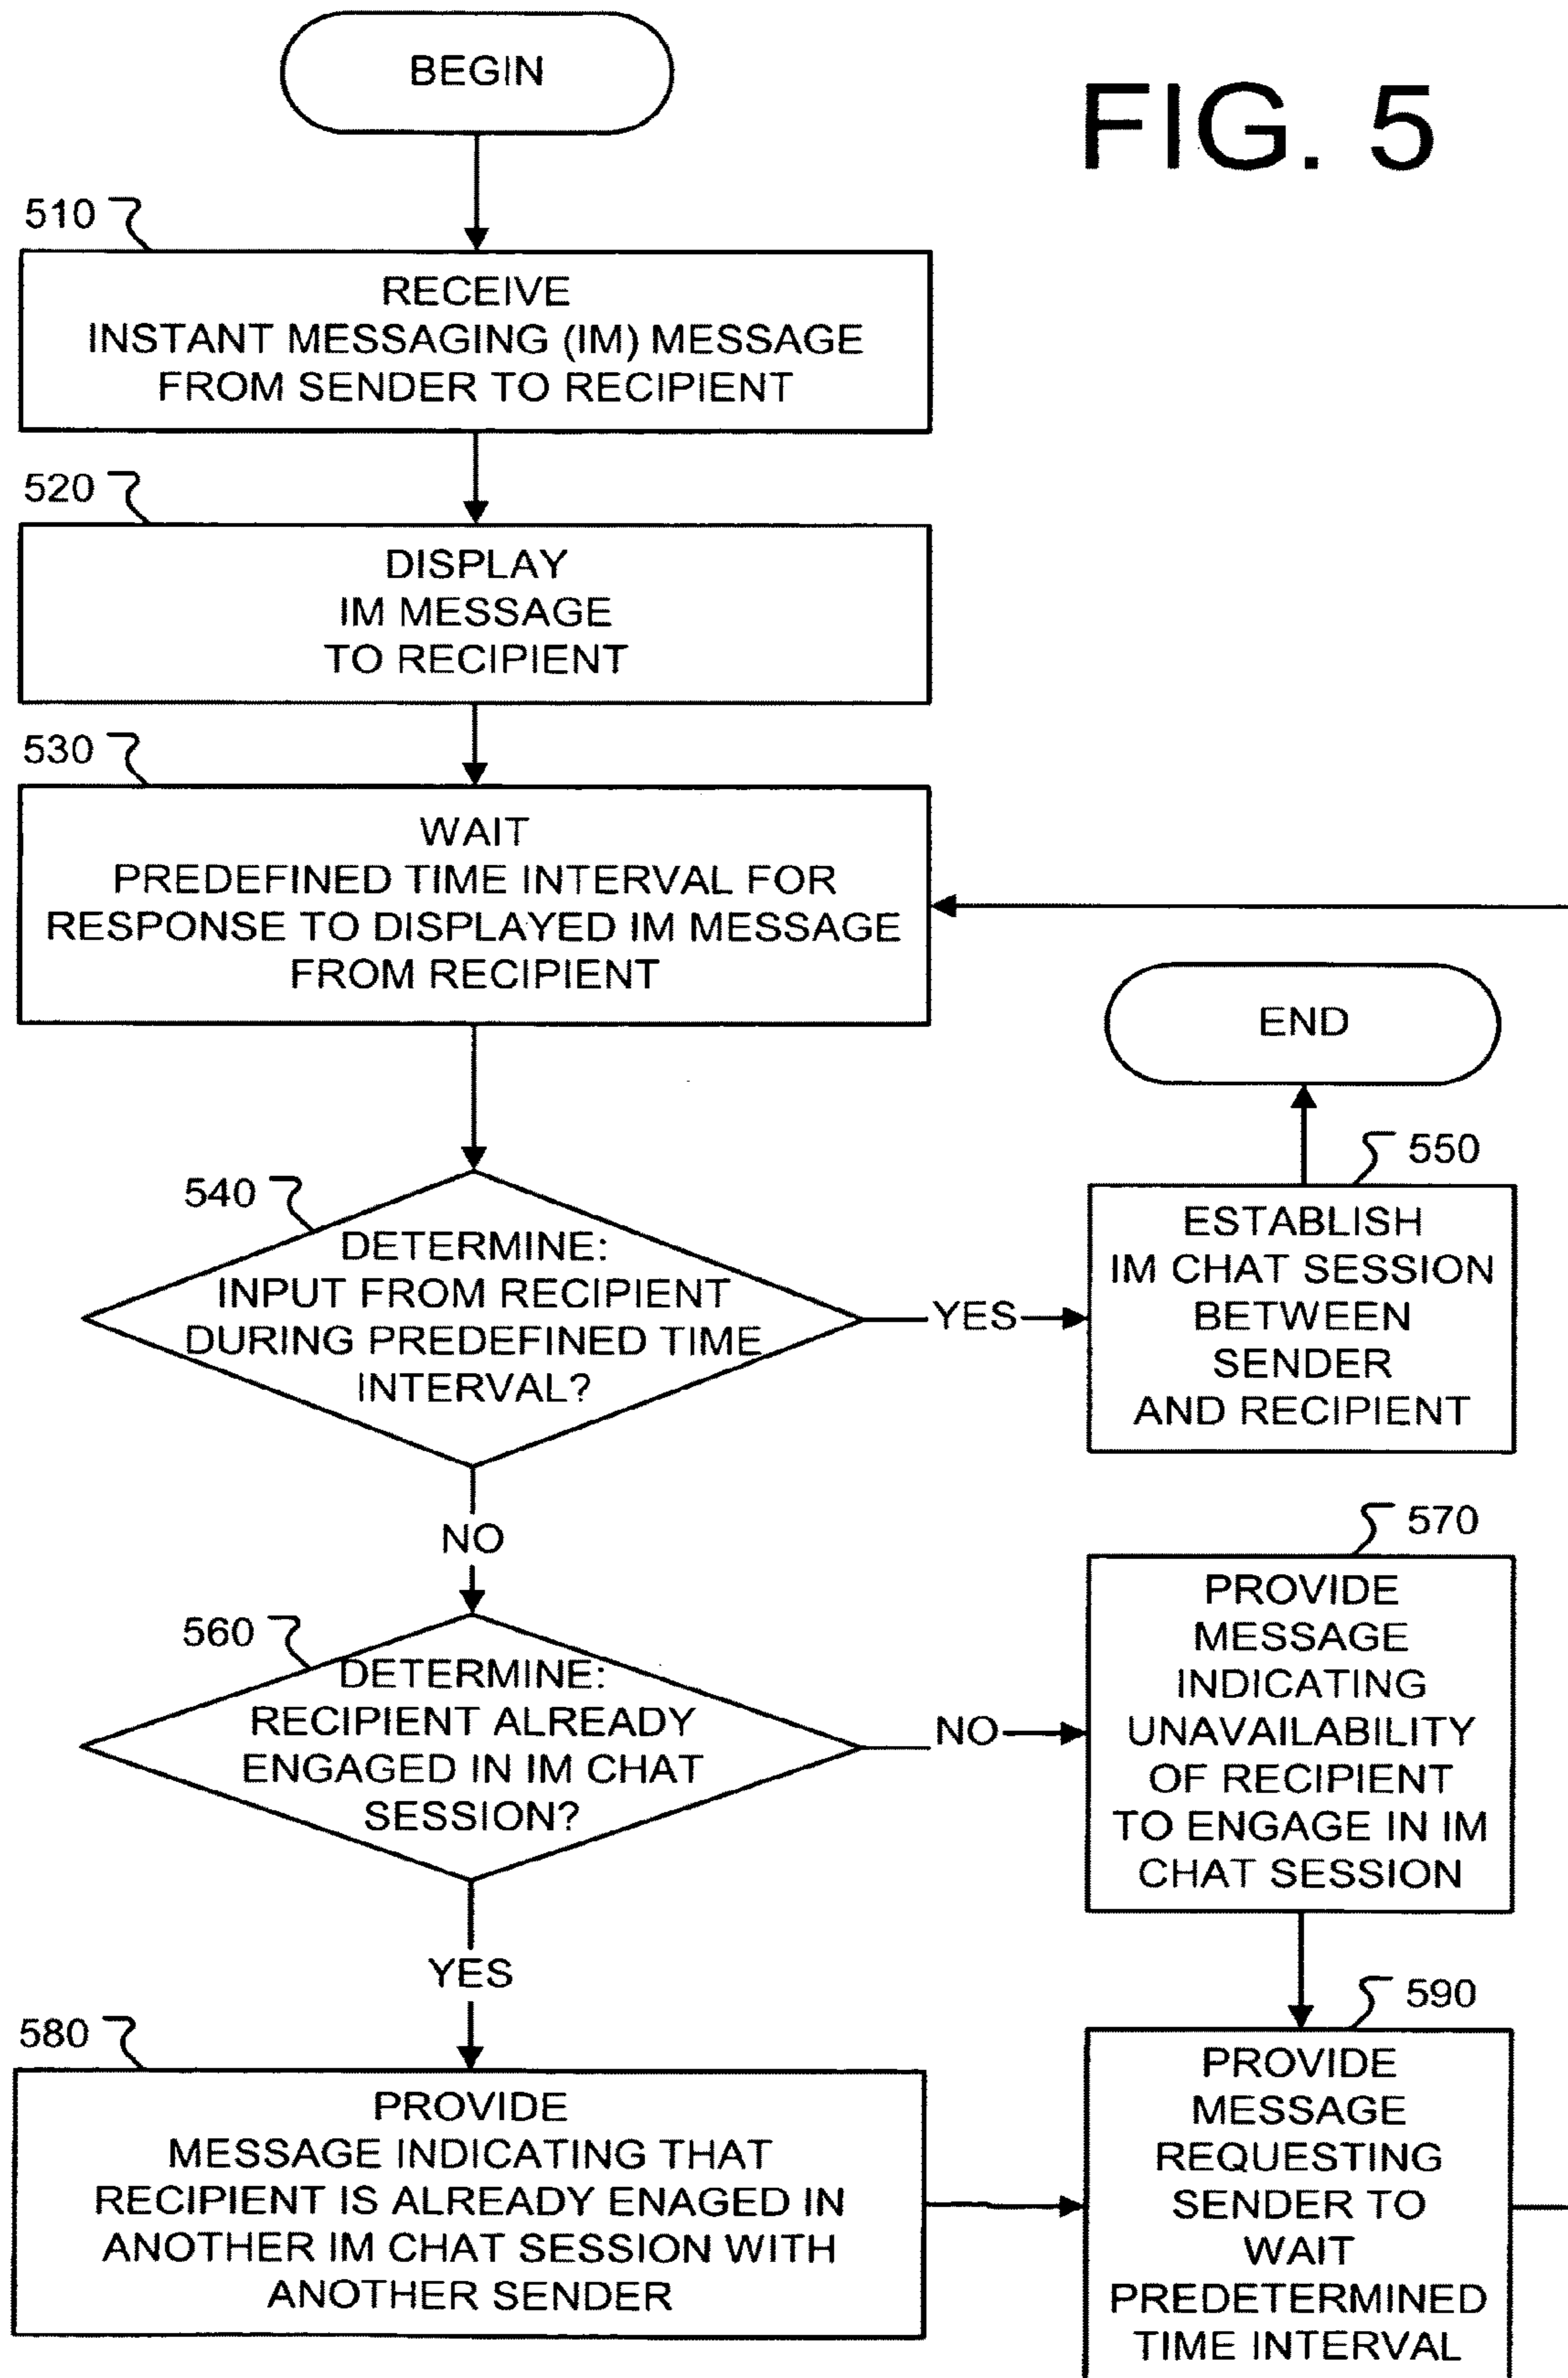 BEGIN
FIG. 5
510
RECEIVE
INSTANT MESSAGING (IM) MESSAGE
FROM SENDER TO RECIPIENT
520
DISPLAY
IM MESSAGE
TO RECIPIENT
530
WAIT
PREDEFINED TIME INTERVAL FOR
RESPONSE TO DISPLAYED IM MESSAGE
FROM RECIPIENT
END
540
DETERMINE:
INPUT FROM RECIPIENT
DURING PREDEFINED TIME
INTERVAL?
YES
550
ESTABLISH
IM CHAT SESSION
BETWEEN
SENDER
AND RECIPIENT
NO
560
DETERMINE:
RECIPIENT ALREADY
ENGAGED IN IM CHAT
SESSION?
NO
570
PROVIDE
MESSAGE
INDICATING
UNAVAILABILITY
OF RECIPIENT
TO ENGAGE IN IM
CHAT SESSION
YES
580
PROVIDE
MESSAGE INDICATING THAT
RECIPIENT IS ALREADY ENAGED IN
ANOTHER IM CHAT SESSION WITH
ANOTHER SENDER
590
PROVIDE
MESSAGE
REQUESTING
SENDER TO
WAIT
PREDETERMINED
TIME INTERVAL